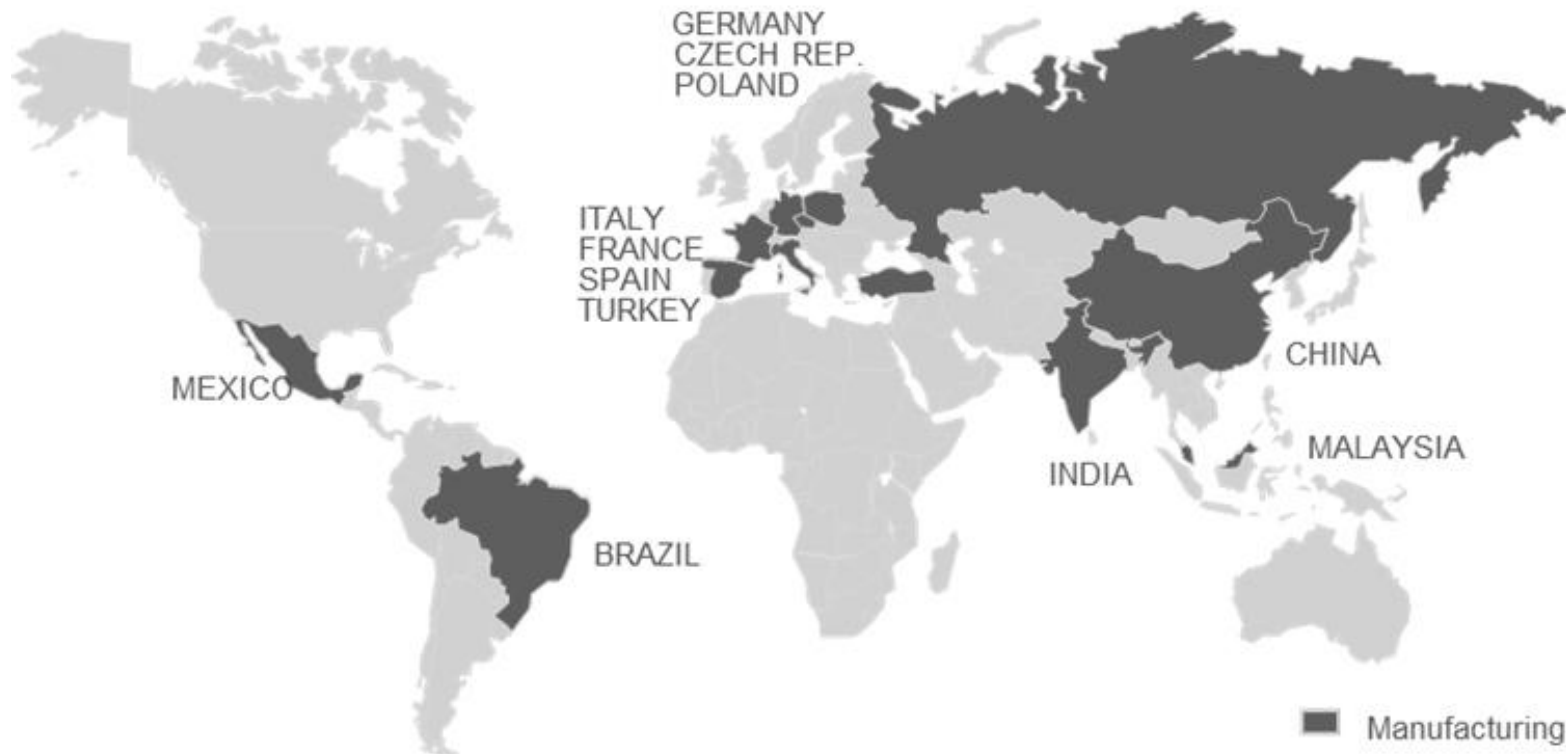 GERMANY
CZECH REP.
POLAND
ITALY
FRANCE
SPAIN
TURKEY
CHINA
MEXICO
MALAYSIA
INDIA
BRAZIL
Manufacturing